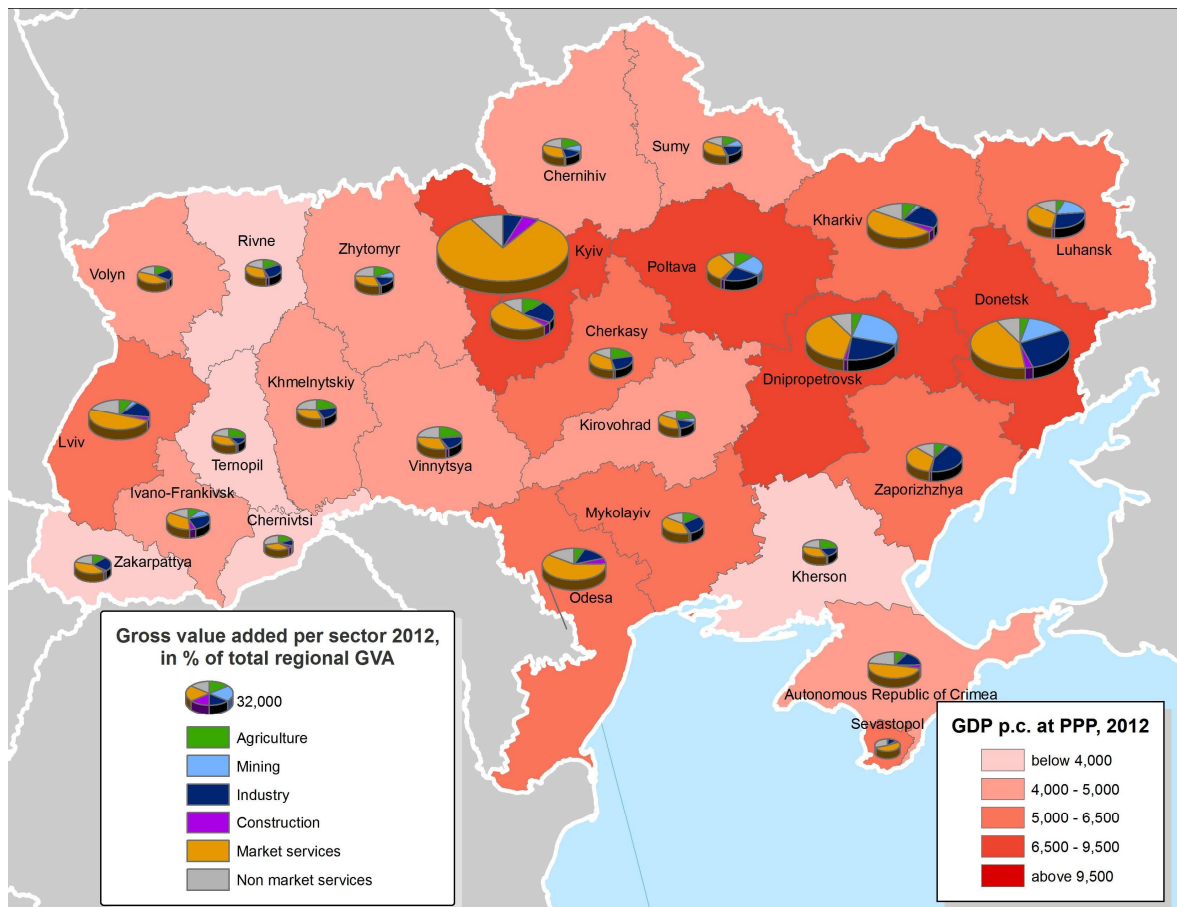 Chernihiv
Sumy
Kharkiv
Luhansk
Rivne
Zhytomyr
Kyiv
Volyn
Poltava
Donetsk
Cherkasy
Khmelnytskiy
Dnipropetrovsk
Lviv
Kirovohrad
Ternopil
Vinnytsya
Ivano-Frankivsk
Zaporizhzhya
Chernivtsi
Mykolayiv
Zakarpattya
Kherson
Odesa
Autonomous Republic of Crimea
Sevastopol
Gross value added per sector 2012,
in % of total regional GVA
32,000
Agriculture
Mining
Industry
Construction
Market services
Non market services
GDP p.c. at PPP, 2012
below 4,000
4,000 - 5,000
5,000 - 6,500
6,500 - 9,500
above 9,500